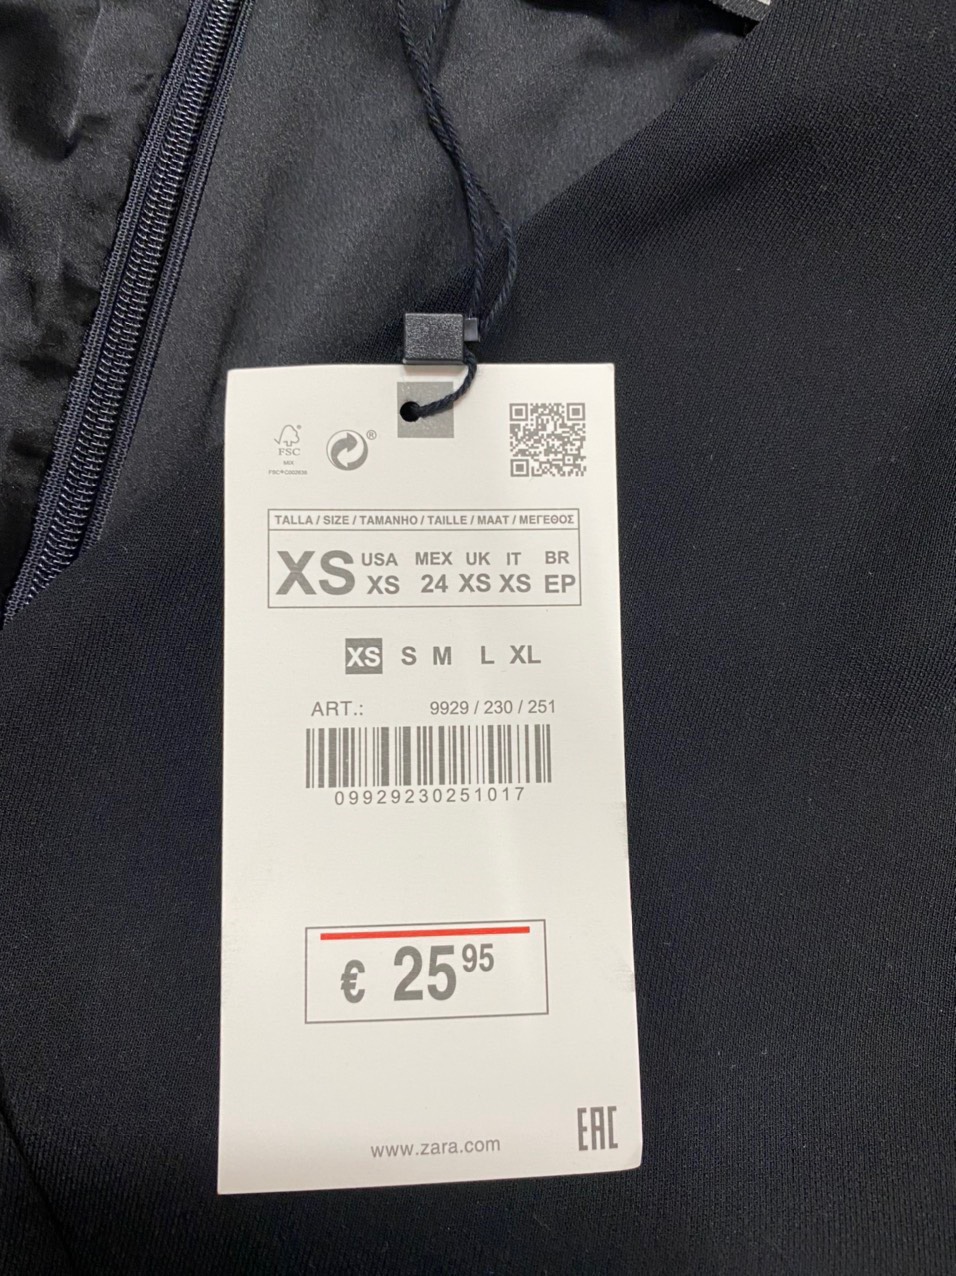 FSC
MIX
®
TALLA / SIZE / TAMANHO / TAILLE / MAAT / ΜΕΓΕΘΟΣ
XS USA MEX UK IT BR
XS 24 XS XS EP
XS S M L XL
ART.: 9929 / 230 / 251
09929230251017
€ 25 95
www.zara.com
EAC